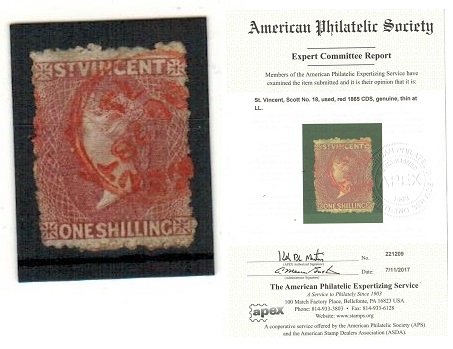 ST VINCENT
ONE SHILLING
American Philatelic Society
Expert Committee Report
Members of the American Philatelic Expertizing Service have
examined the item submitted and it is their opinion that it is:
St. Vincent, Scott No. 18, used, red 1865 CDS, genuine, thin at
LL.
APEX
No. 221209
Date: 7/11/2017
The American Philatelic Expertizing Service
A Service to Philately Since 1903
100 Match Factory Place, Bellefonte, PA 16823 USA
Phone: 814-933-3803 • Fax: 814-933-6128
Website: www.stamps.org
apex
A cooperative service offered by the American Philatelic Society (APS)
and the American Stamp Dealers Association (ASDA).